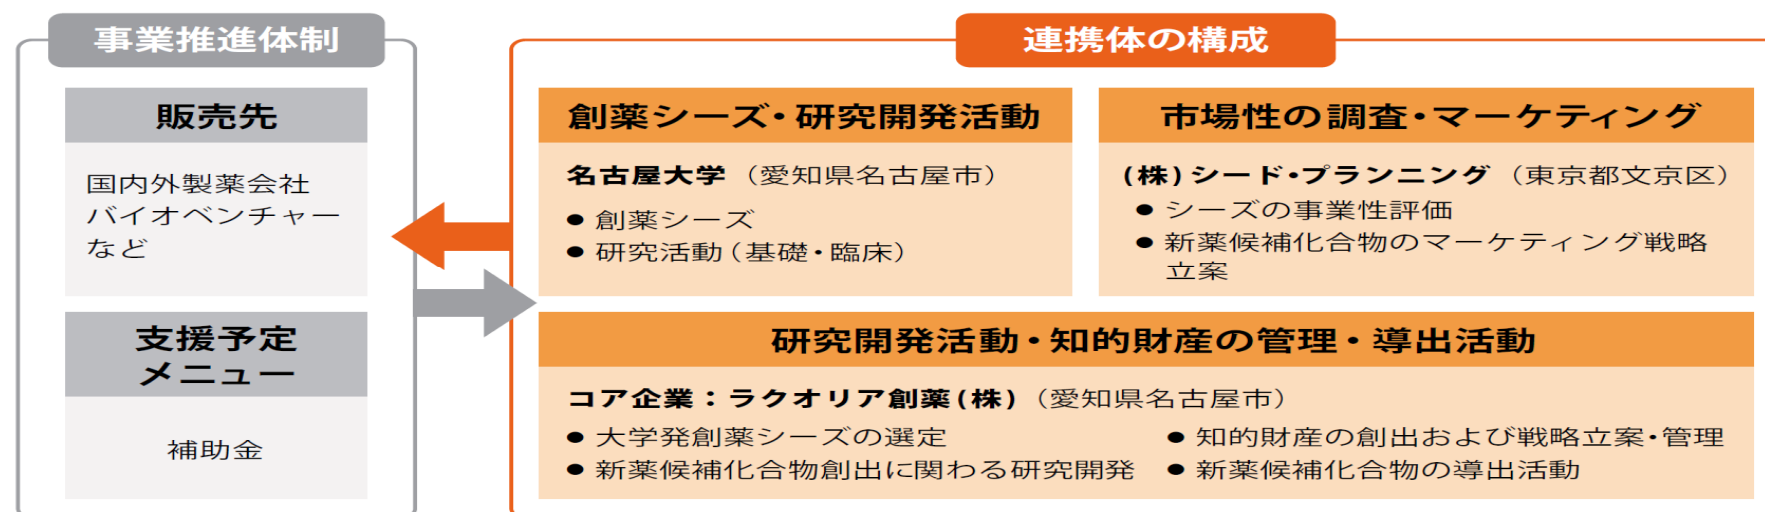 事業推進体制
販売先
国内外製薬会社
バイオベンチャー
など
支援予定
メニュー
補助金
連携体の構成
創薬シーズ・研究開発活動
名古屋大学（愛知県名古屋市）
● 創薬シーズ
● 研究活動（基礎・臨床）
市場性の調査・マーケティング
(株)シード・プランニング（東京都文京区）
● シーズの事業性評価
● 新薬候補化合物のマーケティング戦略
立案
研究開発活動・知的財産の管理・導出活動
コア企業：ラクオリア創薬(株)（愛知県名古屋市）
● 大学発創薬シーズの選定
● 新薬候補化合物創出に関わる研究開発
● 知的財産の創出および戦略立案・管理
● 新薬候補化合物の導出活動